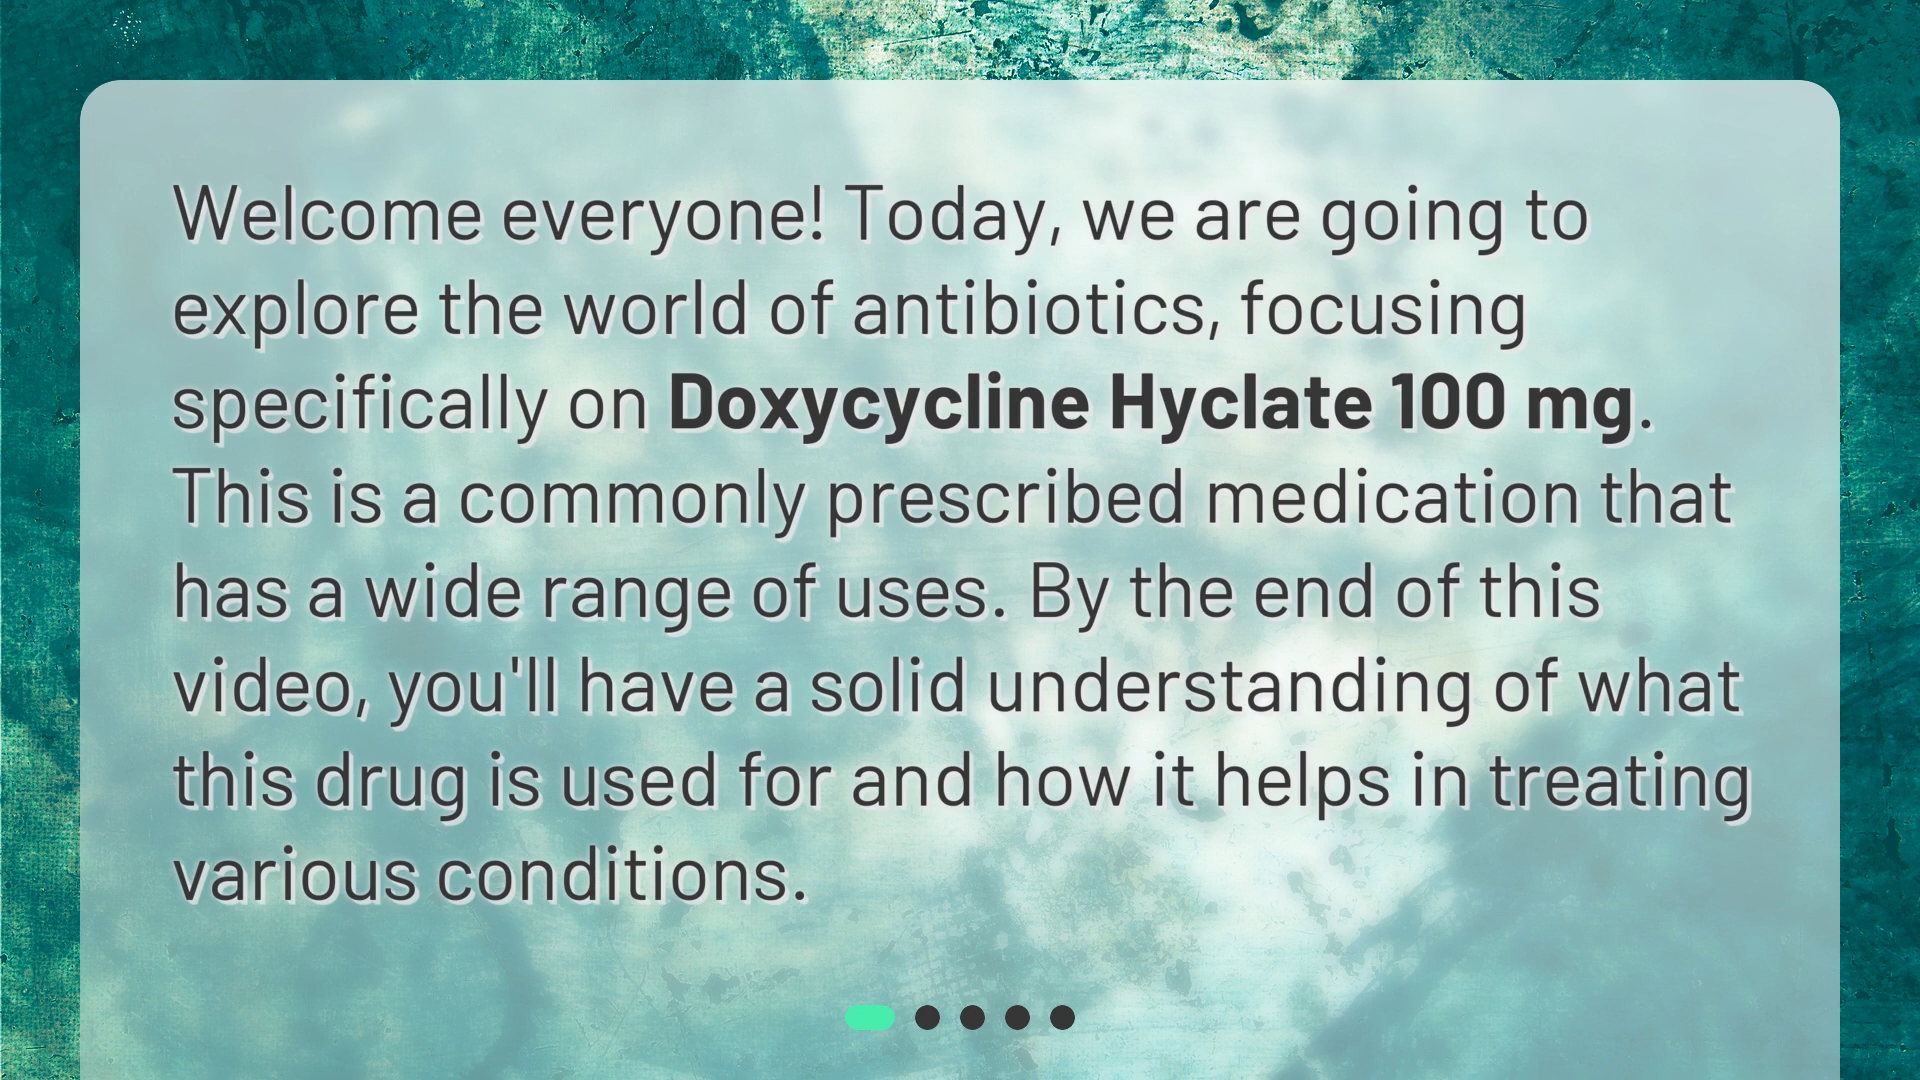 Welcome everyone! Today, we are going to
explore the world of antibiotics, focusing
specifically on Doxycycline Hyclate 100 mg.
This is a commonly prescribed medication that
has a wide range of uses. By the end of this
video, you'll have a solid understanding of what
this drug is used for and how it helps in treating
various conditions.